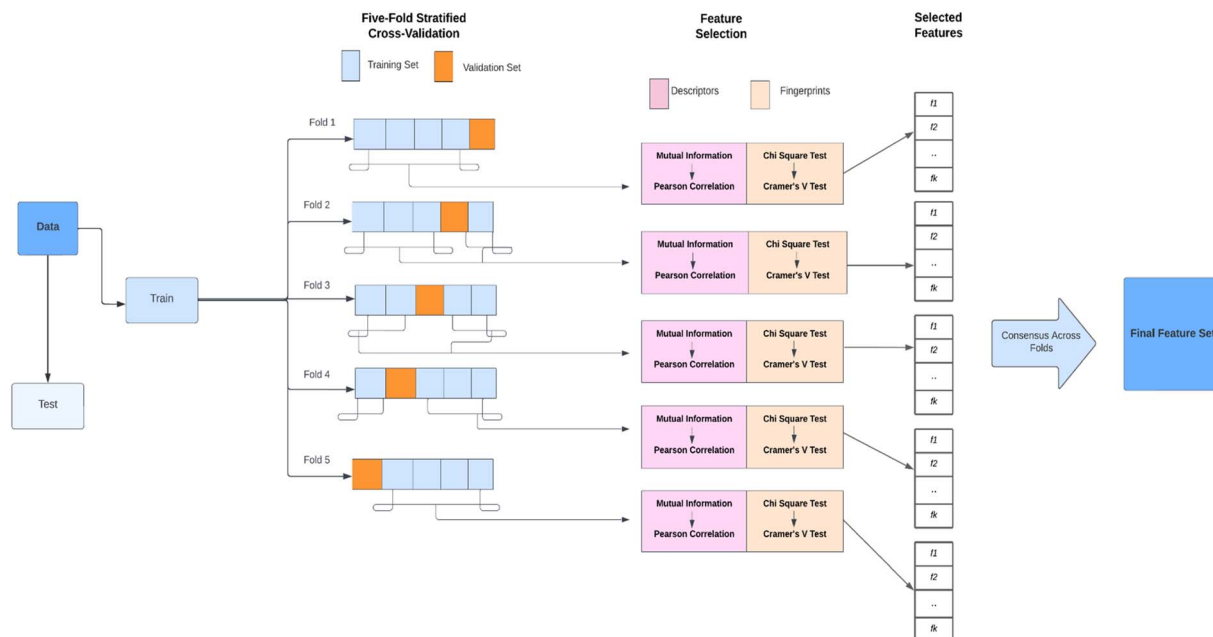 Five-Fold Stratified
Cross-Validation
Feature
Selection
Selected
Features
Training Set
Validation Set
Descriptors
Fingerprints
Data
Train
Test
Fold 1
Mutual Information
Pearson Correlation
Chi Square Test
Cramer's V Test
f1
f2
..
fk
Fold 2
Mutual Information
Pearson Correlation
Chi Square Test
Cramer's V Test
f1
f2
..
fk
Fold 3
Mutual Information
Pearson Correlation
Chi Square Test
Cramer's V Test
f1
f2
..
fk
Fold 4
Mutual Information
Pearson Correlation
Chi Square Test
Cramer's V Test
f1
f2
..
fk
Fold 5
Mutual Information
Pearson Correlation
Chi Square Test
Cramer's V Test
f1
f2
..
fk
Consensus Across
Folds
Final Feature Set